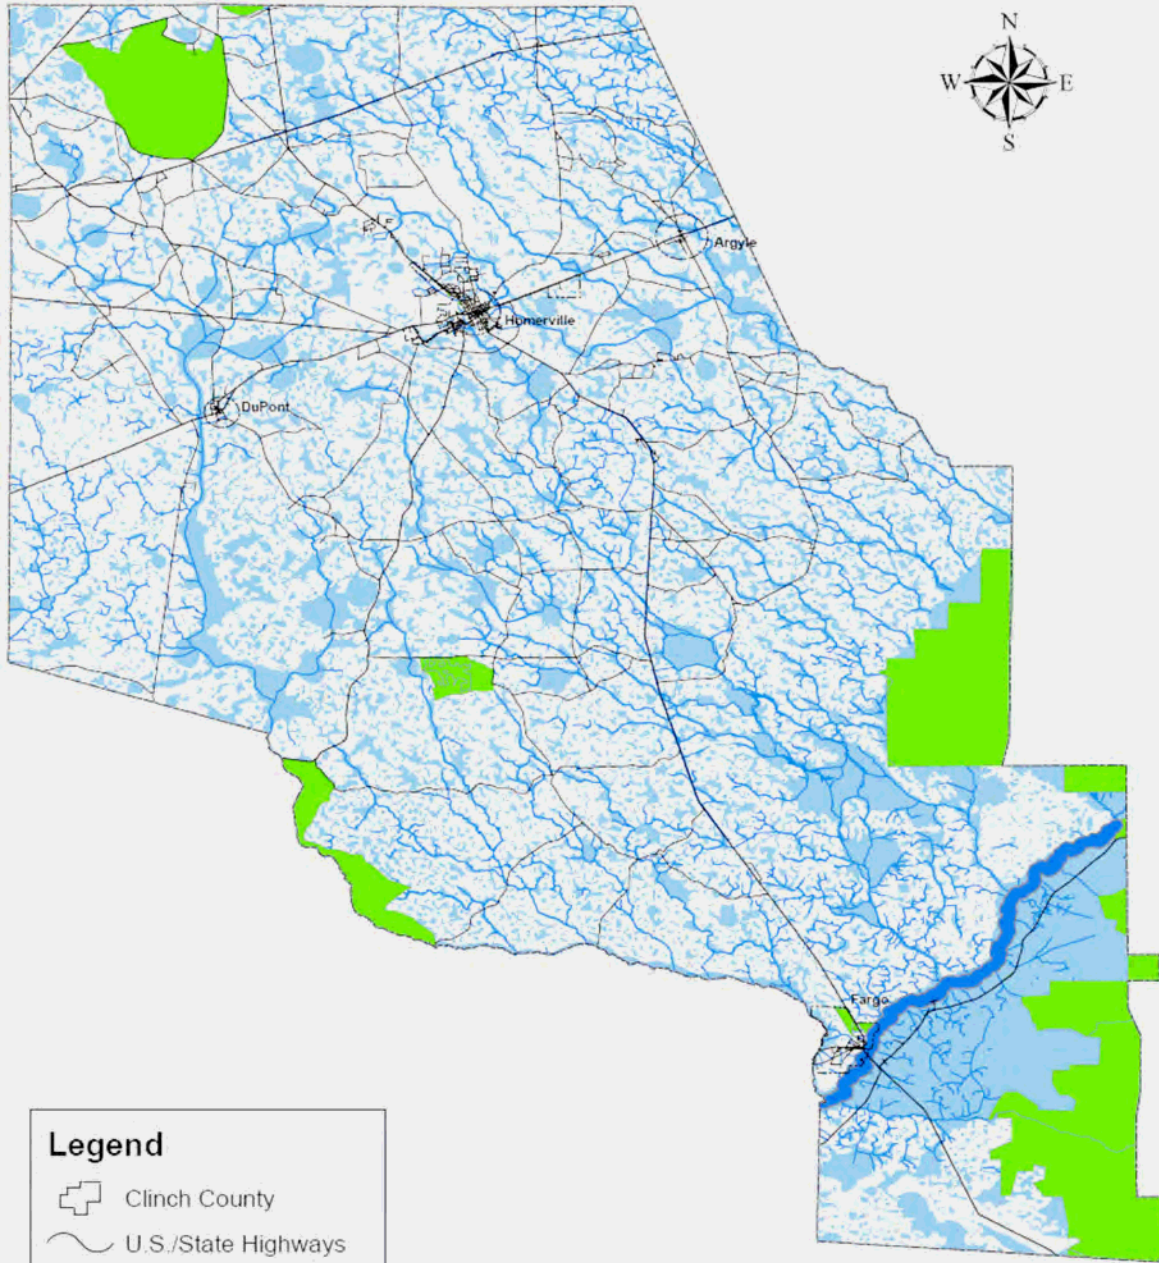 N
W E
S
Argyle
Homerville
DuPont
Fargo
Legend
Clinch County
U.S./State Highways